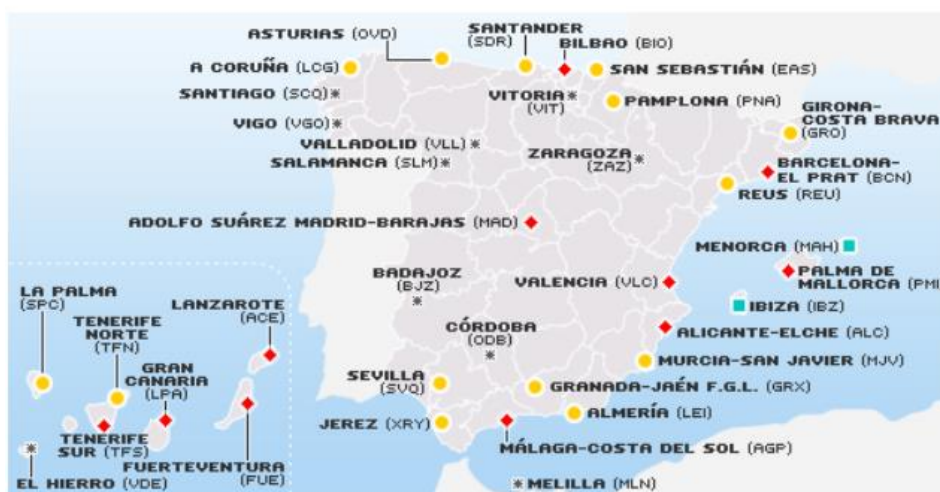 ASTURIAS (OVD)
SANTANDER
(SDR)
BILBAO (BIO)
A CORUÑA (LCG)
SAN SEBASTIÁN (EAS)
SANTIAGO (SCQ)
VITORIA
(VIT)
PAMPLONA (PNA)
GIRONA-
COSTA BRAVA
(GRO)
VIGO (VGO)
VALLADOLID (VLL)
SALAMANCA (SLM)
ZARAGOZA
(ZAZ)
BARCELONA-
EL PRAT (BCN)
REUS (REU)
ADOLFO SUÁREZ MADRID-BARAJAS (MAD)
MENORCA (MAH)
BADAJOZ
(BJZ)
VALENCIA (VLC)
PALMA DE
MALLORCA (PMI
IBIZA (IBZ)
LA PALMA
(SPC)
LANZAROTE
(ACE)
TENERIFE
NORTE
(TFN)
CÓRDOBA
(ODB)
ALICANTE-ELCHE (ALC)
GRAN
CANARIA
(LPA)
MURCIA-SAN JAVIER (MJV)
SEVILLA
(SVQ)
GRANADA-JAÉN F.G.L. (GRX)
JEREZ (XRY)
ALMERÍA (LEI)
TENERIFE
SUR (TFS)
MÁLAGA-COSTA DEL SOL (AGP)
FUERTEVENTURA
(FUE)
EL HIERRO (VDE)
MELILLA (MLN)